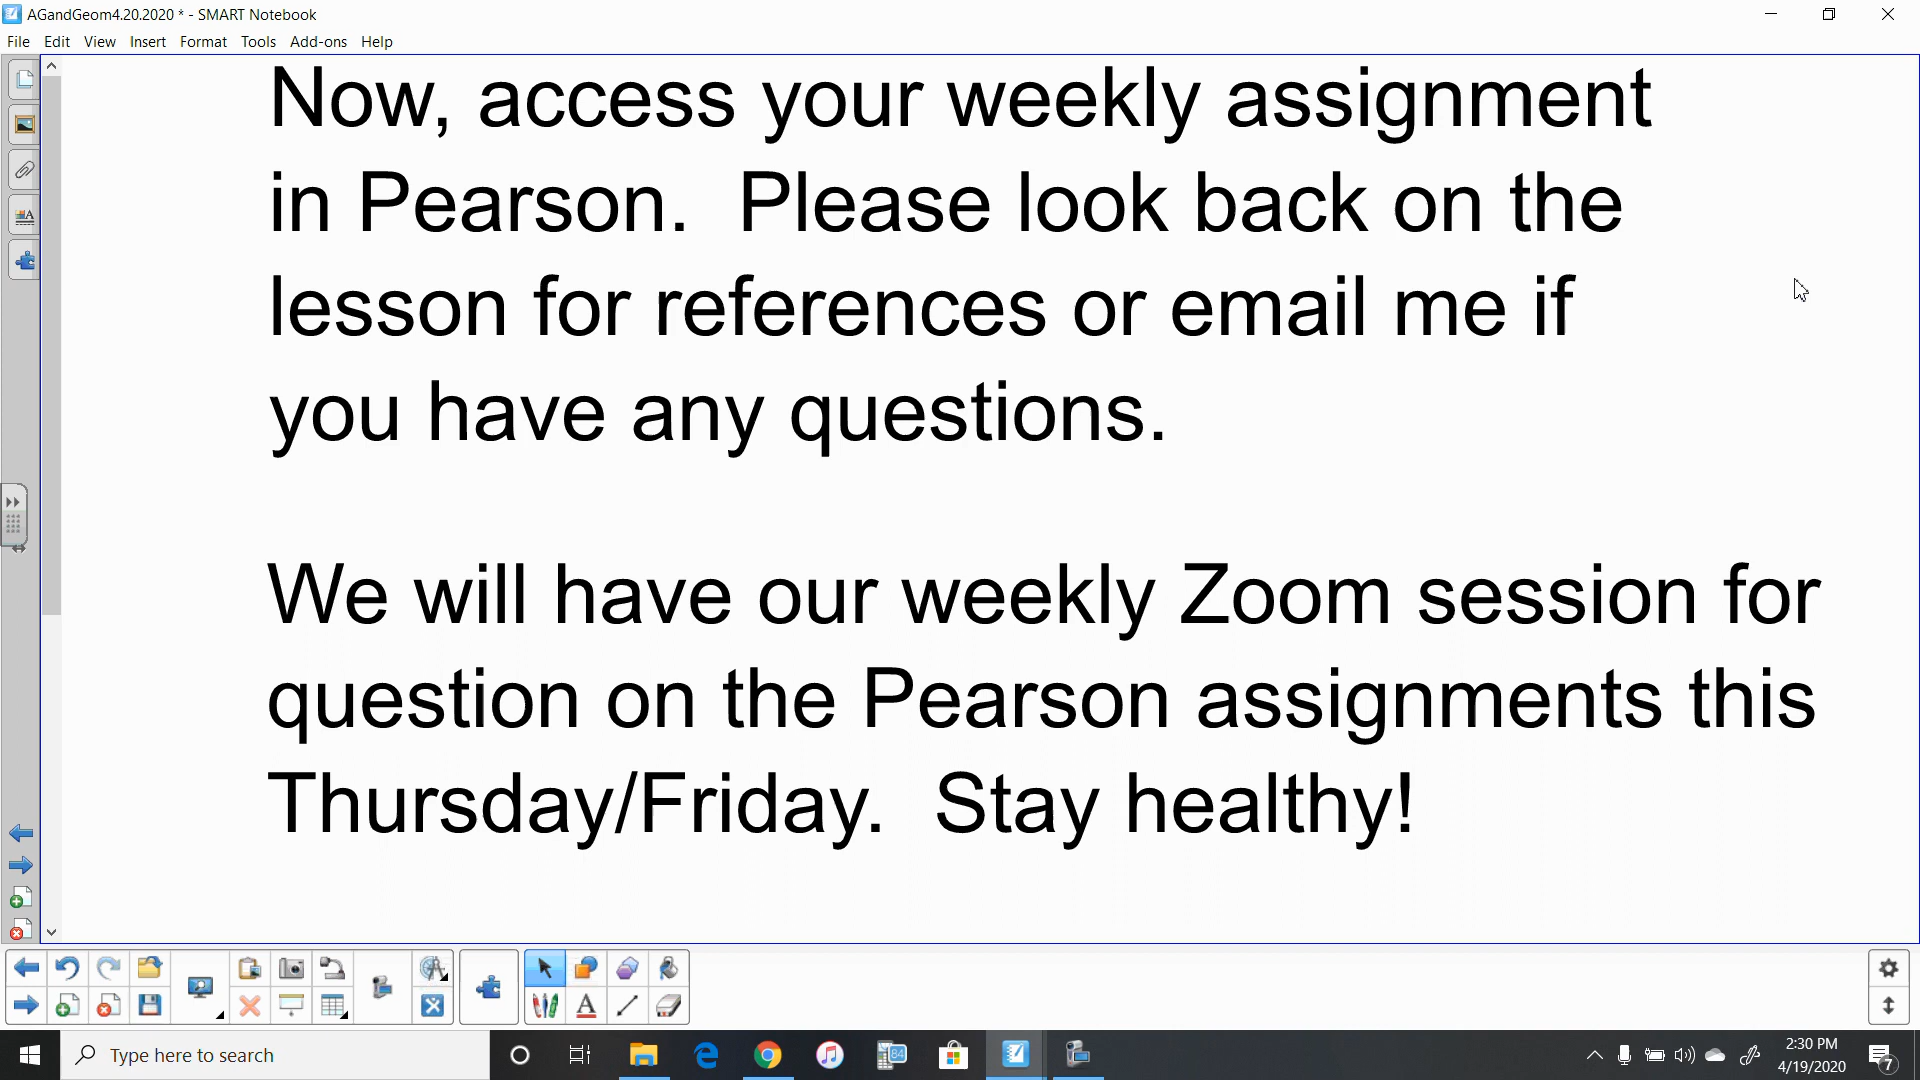 AGandGeom4.20.2020 * - SMART Notebook
File Edit View Insert Format Tools Add-ons Help
Now, access your weekly assignment
in Pearson.  Please look back on the
lesson for references or email me if
you have any questions.
We will have our weekly Zoom session for
question on the Pearson assignments this
Thursday/Friday.  Stay healthy!
Type here to search
84
2:30 PM
4/19/2020
7